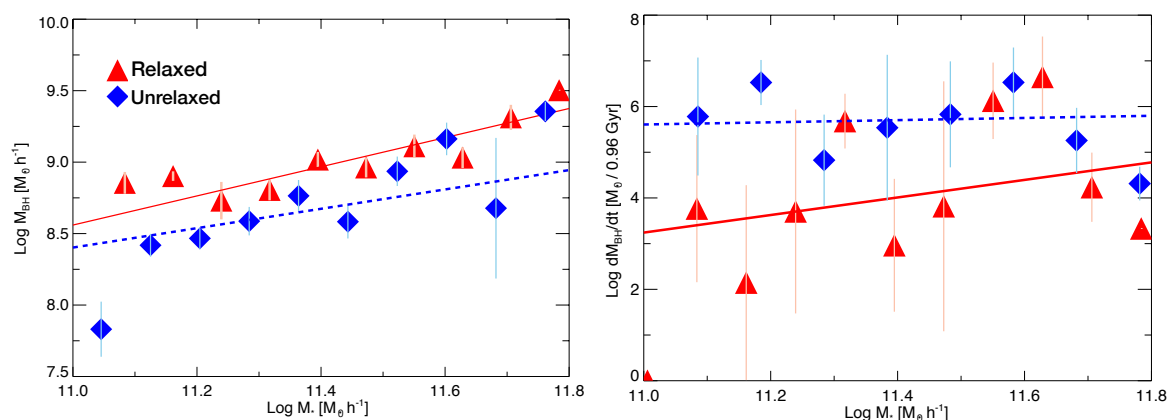 10.0
9.5
9.0
8.5
8.0
7.5
Log M_BH [M_⊙ h⁻¹]
Relaxed
Unrelaxed
11.0 11.2 11.4 11.6 11.8
Log M_* [M_⊙ h⁻¹]
8
6
4
2
0
Log dM_BH/dt [M_⊙ / 0.96 Gyr]
11.0 11.2 11.4 11.6 11.8
Log M_* [M_⊙ h⁻¹]